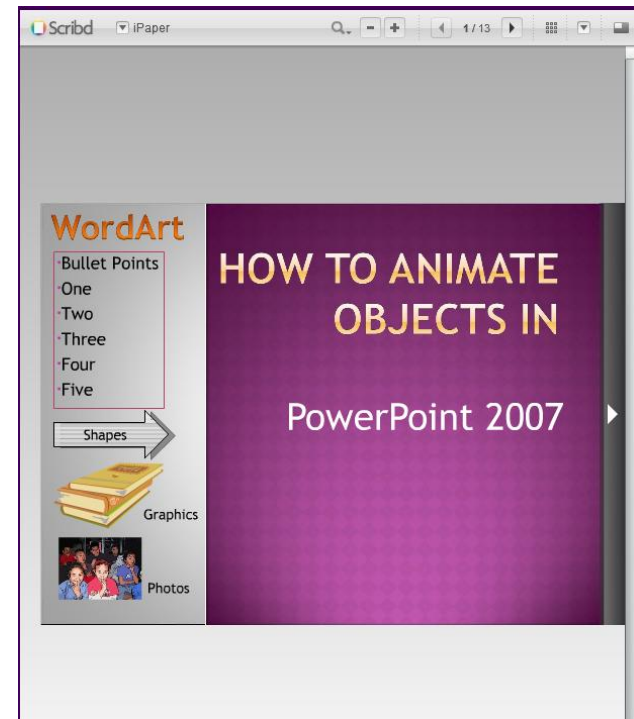 Scribd iPaper 1 / 13
WordArt
Bullet Points
One
Two
Three
Four
Five
Shapes
Graphics
Photos
HOW TO ANIMATE
OBJECTS IN
PowerPoint 2007